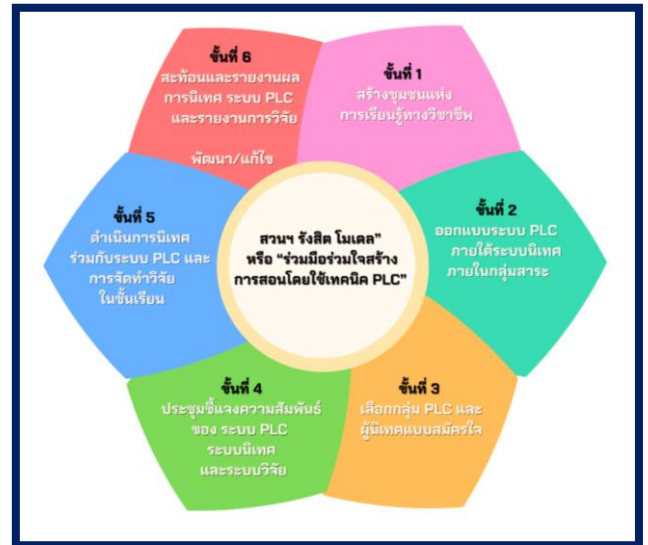 สวนฯ รังสิต โมเดล”
หรือ “ร่วมมือร่วมใจสร้าง
การสอนโดยใช้เทคนิค PLC”
ขั้นที่ 1
สร้างชุมชนแห่ง
การเรียนรู้ทางวิชาชีพ
ขั้นที่ 2
ออกแบบระบบ PLC
ภายใต้ระบบนิเทศ
ภายในกลุ่มสาระ
ขั้นที่ 3
เลือกกลุ่ม PLC และ
ผู้นิเทศแบบสมัครใจ
ขั้นที่ 4
ประชุมชี้แจงความสัมพันธ์
ของ ระบบ PLC
ระบบนิเทศ
และระบบวิจัย
ขั้นที่ 5
ดำเนินการนิเทศ
ร่วมกับระบบ PLC และ
การจัดทำวิจัย
ในชั้นเรียน
ขั้นที่ 6
สะท้อนและรายงานผล
การนิเทศ ระบบ PLC
และรายงานการวิจัย
พัฒนา/แก้ไข